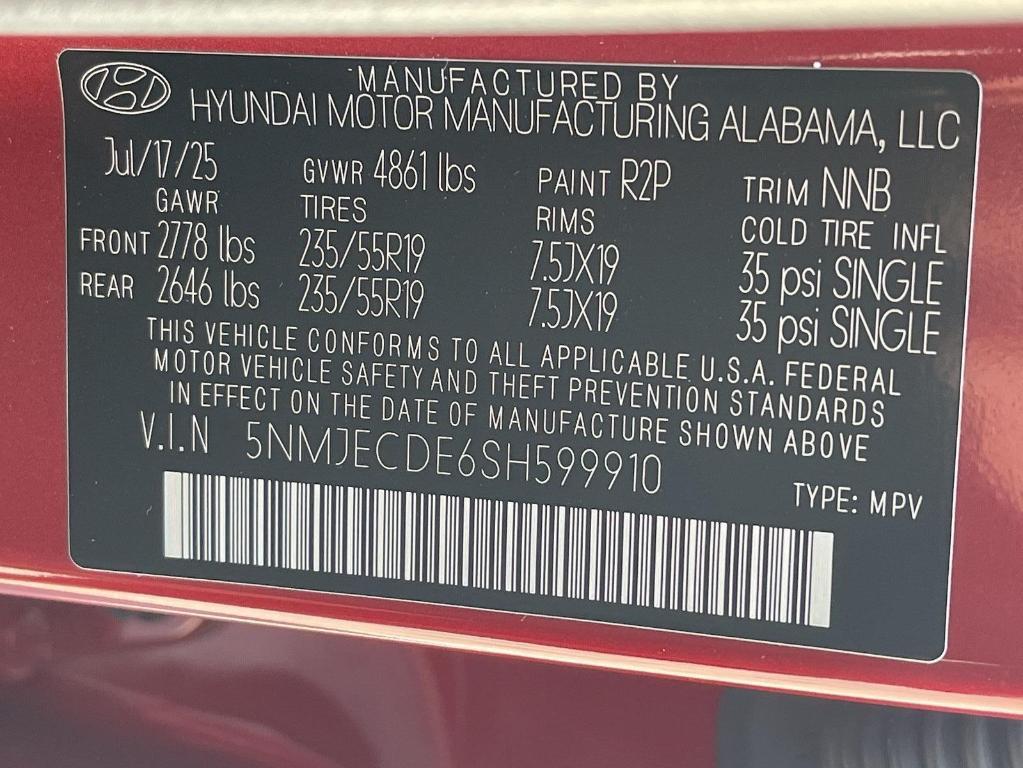 MANUFACTURED BY
HYUNDAI MOTOR MANUFACTURING ALABAMA, LLC
Jul/17/25 GVWR 4861 lbs PAINT R2P TRIM NNB
GAWR TIRES RIMS COLD TIRE INFL
FRONT 2778 lbs 235/55R19 7.5JX19 35 psi SINGLE
REAR 2646 lbs 235/55R19 7.5JX19 35 psi SINGLE
THIS VEHICLE CONFORMS TO ALL APPLICABLE U.S.A. FEDERAL
MOTOR VEHICLE SAFETY AND THEFT PREVENTION STANDARDS
IN EFFECT ON THE DATE OF MANUFACTURE SHOWN ABOVE
V.I.N 5NMJECDE6SH599910
TYPE: MPV